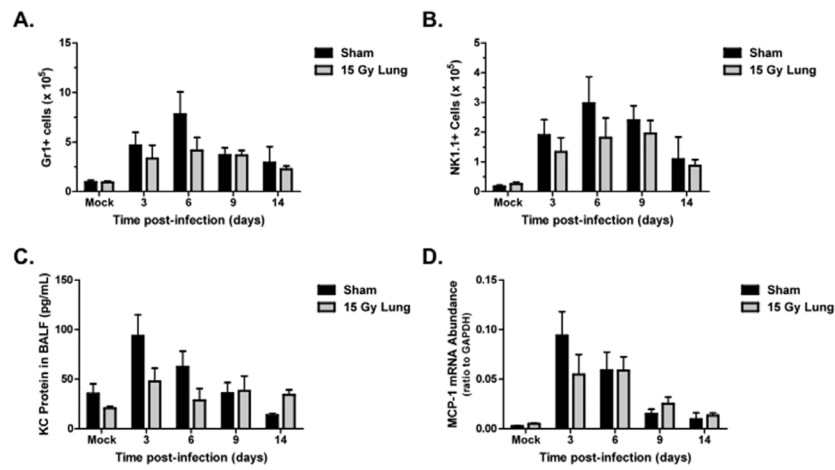 A.
15
10
5
0
Gr1+ cells (x 10⁵)
Mock 3 6 9 14
Time post-infection (days)
Sham
15 Gy Lung
B.
5
4
3
2
1
0
NK1.1+ Cells (x 10⁵)
Mock 3 6 9 14
Time post-infection (days)
Sham
15 Gy Lung
C.
150
100
50
0
KC Protein in BALF (pg/mL)
Mock 3 6 9 14
Time post-infection (days)
Sham
15 Gy Lung
D.
0.15
0.10
0.05
0.00
MCP-1 mRNA Abundance
(ratio to GAPDH)
Mock 3 6 9 14
Time post-infection (days)
Sham
15 Gy Lung